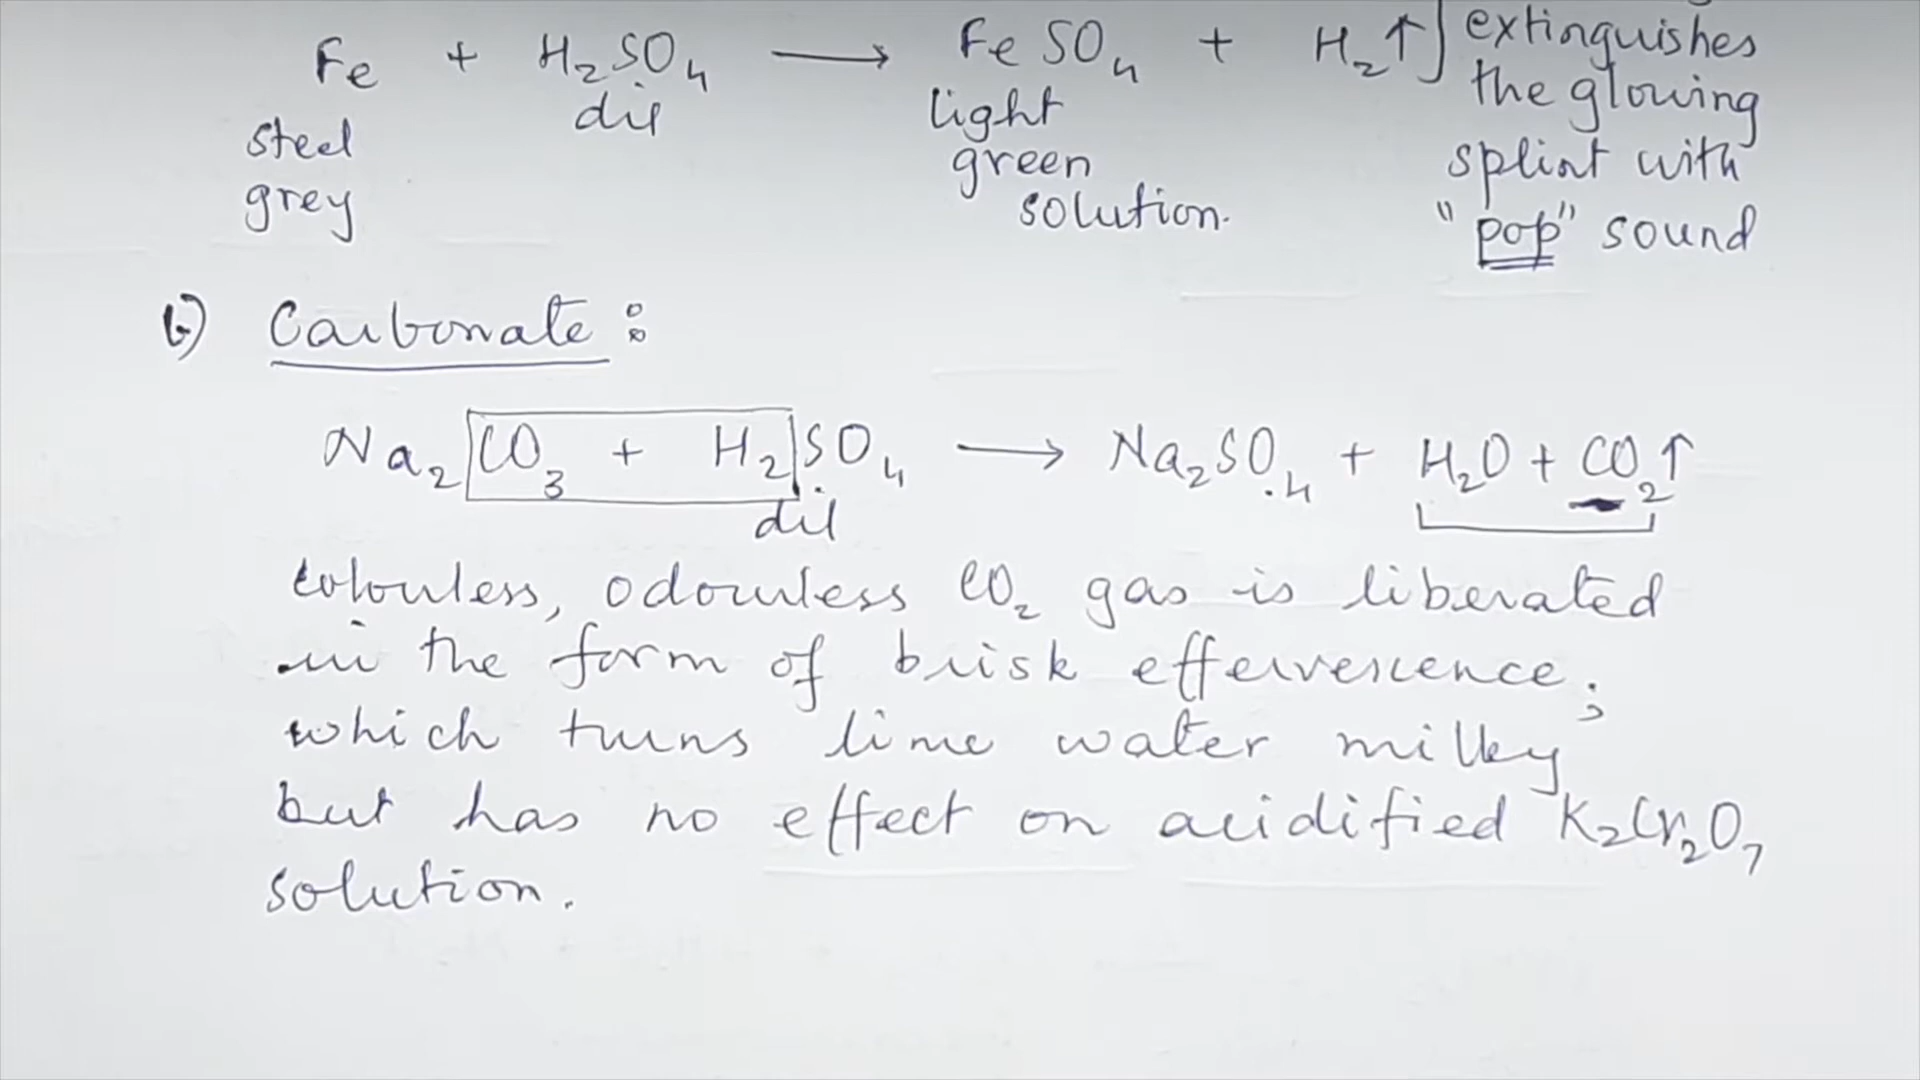 Fe + H₂SO₄ ⟶ FeSO₄ + H₂↑] extinguishes
dil light the glowing
steel green splint with
grey solution. "pop" sound
b) Carbonate :
Na₂CO₃ + H₂SO₄ ⟶ Na₂SO₄ + H₂O + CO₂↑
dil
colourless, odourless CO₂ gas is liberated
in the form of brisk effervescence;
which turns lime water milky
but has no effect on acidified K₂Cr₂O₇
solution.